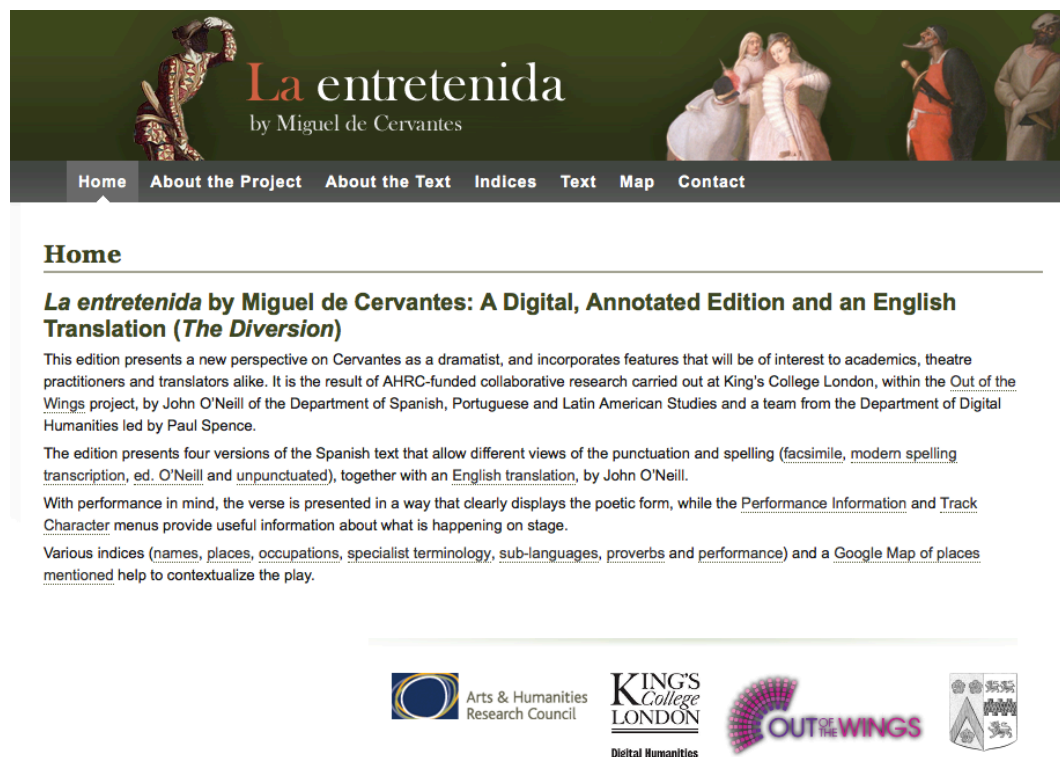 La entretenida
by Miguel de Cervantes
Home About the Project About the Text Indices Text Map Contact
Home
La entretenida by Miguel de Cervantes: A Digital, Annotated Edition and an English
Translation (The Diversion)
This edition presents a new perspective on Cervantes as a dramatist, and incorporates features that will be of interest to academics, theatre
practitioners and translators alike. It is the result of AHRC-funded collaborative research carried out at King's College London, within the Out of the
Wings project, by John O'Neill of the Department of Spanish, Portuguese and Latin American Studies and a team from the Department of Digital
Humanities led by Paul Spence.
The edition presents four versions of the Spanish text that allow different views of the punctuation and spelling (facsimile, modern spelling
transcription, ed. O'Neill and unpunctuated), together with an English translation, by John O'Neill.
With performance in mind, the verse is presented in a way that clearly displays the poetic form, while the Performance Information and Track
Character menus provide useful information about what is happening on stage.
Various indices (names, places, occupations, specialist terminology, sub-languages, proverbs and performance) and a Google Map of places
mentioned help to contextualize the play.
Arts & Humanities
Research Council
KING'S
College
LONDON
Digital Humanities
OUT OF THE WINGS